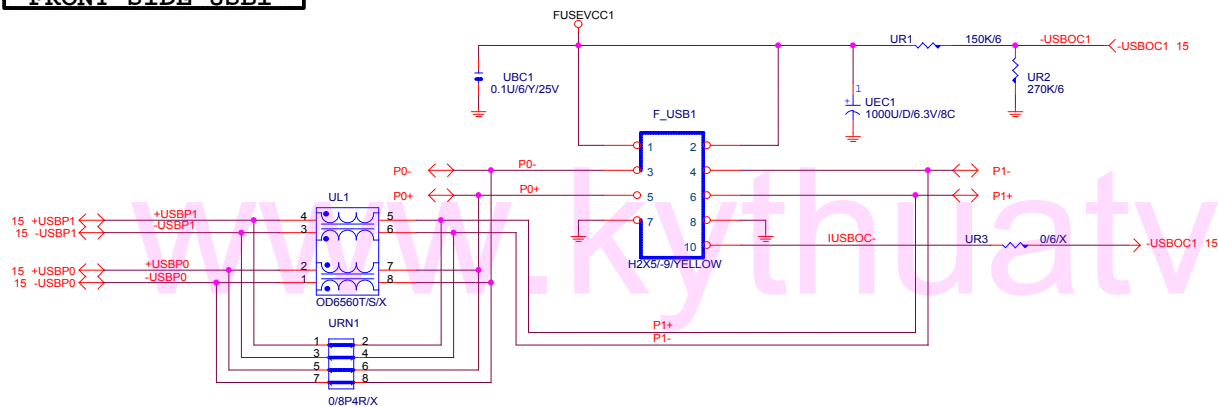 FRONT SIDE USB1
FUSEVCC1
UR1 150K/6 -USBOC1 -USBOC1 15
UBC1
0.1U/6/Y/25V
1
+
UEC1
1000U/D/6.3V/8C
UR2
270K/6
F_USB1
1 2
3 4
5 6
7 8
10
H2X5/-9/YELLOW
P0- P0-
P0+ P0+
P1-
P1+
IUSBOC- UR3 0/6/X -USBOC1 15
UL1
15 +USBP1 +USBP1 4 5
15 -USBP1 -USBP1 3 6
15 +USBP0 +USBP0 2 7
15 -USBP0 -USBP0 1 8
OD6560T/S/X
P1+
P1-
URN1
1 2
3 4
5 6
7 8
0/8P4R/X
www.kythuatv